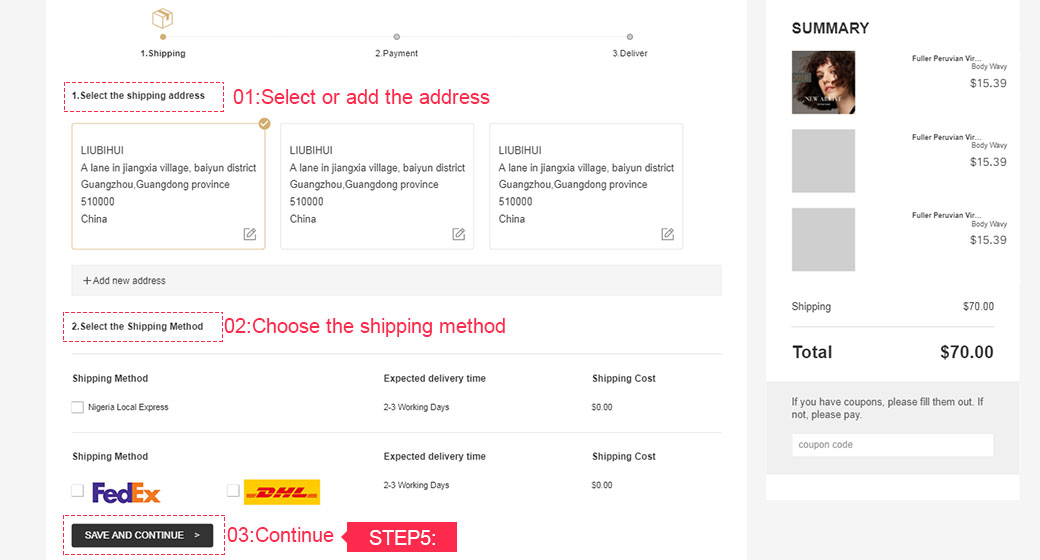 1.Shipping
2.Payment
3.Deliver
1.Select the shipping address
01:Select or add the address
LIUBIHUI
A lane in jiangxia village, baiyun district
Guangzhou,Guangdong province
510000
China
LIUBIHUI
A lane in jiangxia village, baiyun district
Guangzhou,Guangdong province
510000
China
LIUBIHUI
A lane in jiangxia village, baiyun district
Guangzhou,Guangdong province
510000
China
+Add new address
2.Select the Shipping Method
02:Choose the shipping method
Shipping Method Expected delivery time Shipping Cost
Nigeria Local Express 2-3 Working Days $0.00
Shipping Method Expected delivery time Shipping Cost
FedEx DHL 2-3 Working Days $0.00
SAVE AND CONTINUE >
03:Continue
STEP5:
SUMMARY
Fuller Peruvian Vir...
Body Wavy
$15.39
Fuller Peruvian Vir...
Body Wavy
$15.39
Fuller Peruvian Vir...
Body Wavy
$15.39
Shipping $70.00
Total $70.00
If you have coupons, please fill them out. If
not, please pay.
coupon code